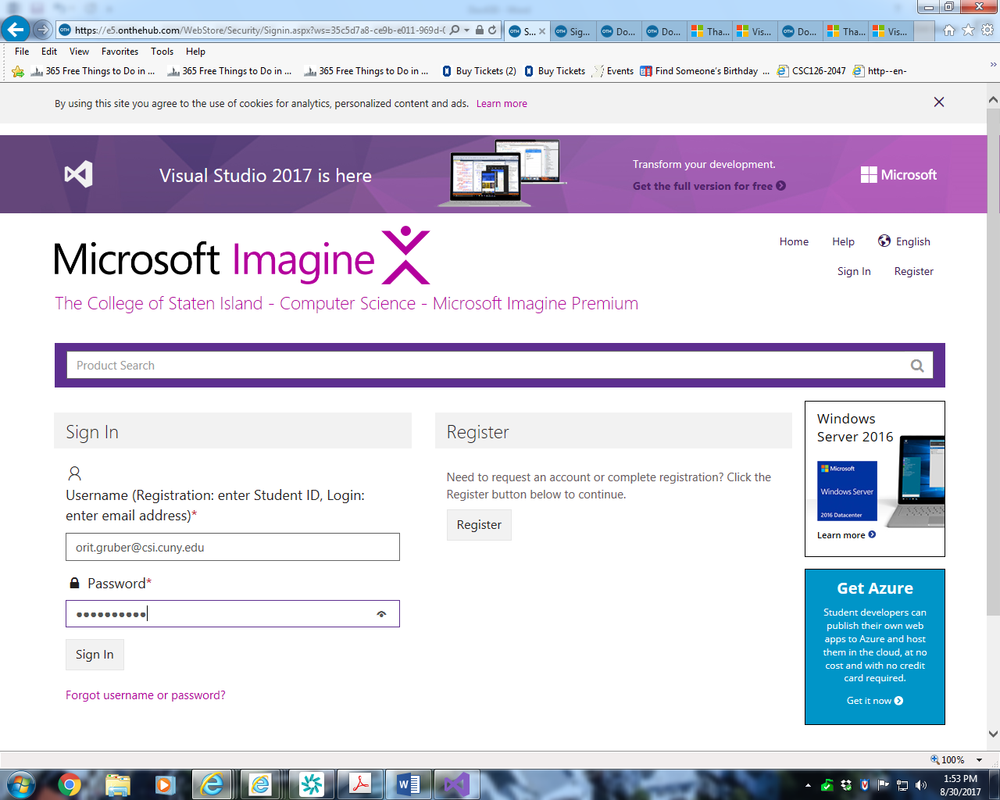 https://e5.onthehub.com/WebStore/Security/Signin.aspx?ws=35c5d7a8-ce9b-e011-969d-0
S...
Sig...
Do...
Do...
Tha...
Vis...
Do...
Tha...
Vis...
File Edit View Favorites Tools Help
365 Free Things to Do in ...
365 Free Things to Do in ...
365 Free Things to Do in ...
Buy Tickets (2)
Buy Tickets
Events
Find Someone's Birthday ...
CSC126-2047
http--en-
By using this site you agree to the use of cookies for analytics, personalized content and ads. Learn more
Visual Studio 2017 is here
Transform your development.
Get the full version for free
Microsoft
Microsoft Imagine
Home Help English
Sign In Register
The College of Staten Island - Computer Science - Microsoft Imagine Premium
Product Search
Sign In
Username (Registration: enter Student ID, Login:
enter email address)*
orit.gruber@csi.cuny.edu
Password*
Sign In
Forgot username or password?
Register
Need to request an account or complete registration? Click the
Register button below to continue.
Register
Windows
Server 2016
Microsoft
Windows Server
2016 Datacenter
Learn more
Get Azure
Student developers can
publish their own web
apps to Azure and host
them in the cloud, at no
cost and with no credit
card required.
Get it now
100%
1:53 PM
8/30/2017